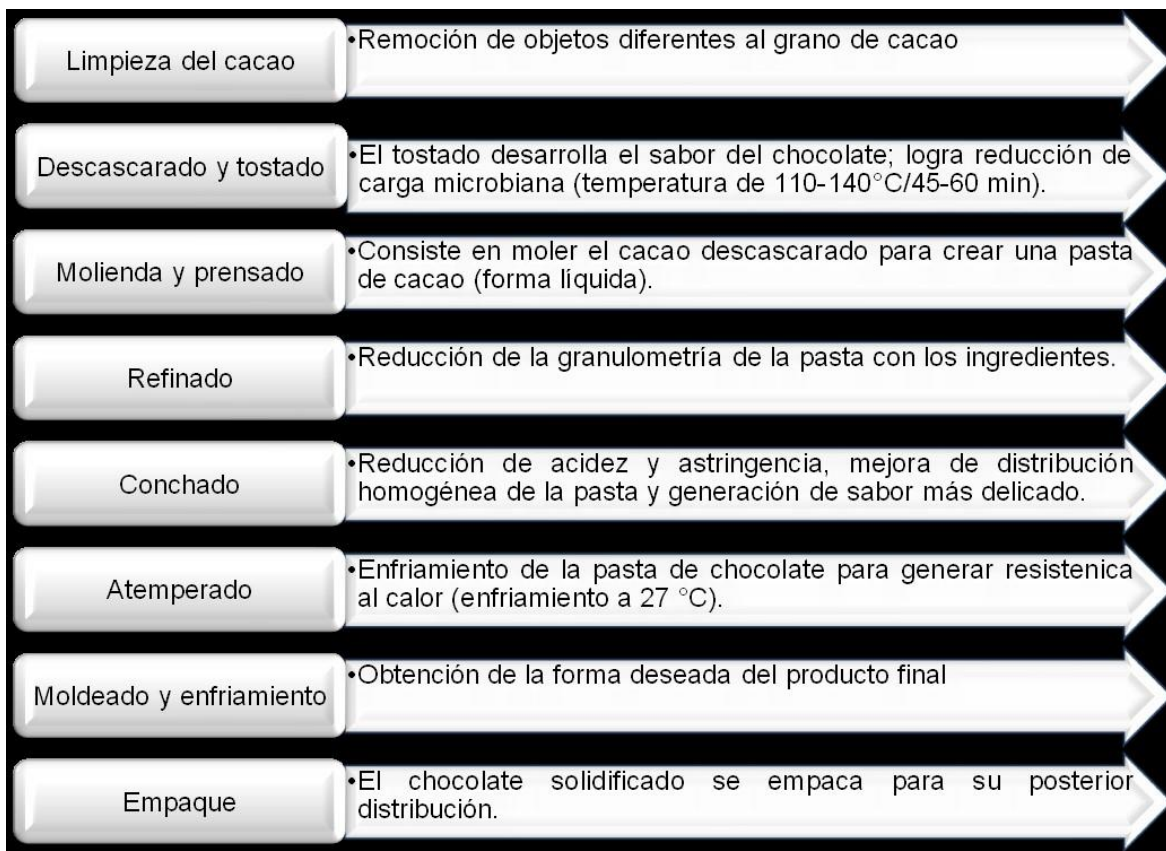 Limpieza del cacao
•Remoción de objetos diferentes al grano de cacao
Descascarado y tostado
•El tostado desarrolla el sabor del chocolate; logra reducción de
carga microbiana (temperatura de 110-140°C/45-60 min).
Molienda y prensado
•Consiste en moler el cacao descascarado para crear una pasta
de cacao (forma líquida).
Refinado
•Reducción de la granulometría de la pasta con los ingredientes.
Conchado
•Reducción de acidez y astringencia, mejora de distribución
homogénea de la pasta y generación de sabor más delicado.
Atemperado
•Enfriamiento de la pasta de chocolate para generar resistenica
al calor (enfriamiento a 27 °C).
Moldeado y enfriamiento
•Obtención de la forma deseada del producto final
Empaque
•El chocolate solidificado se empaca para su posterior
distribución.